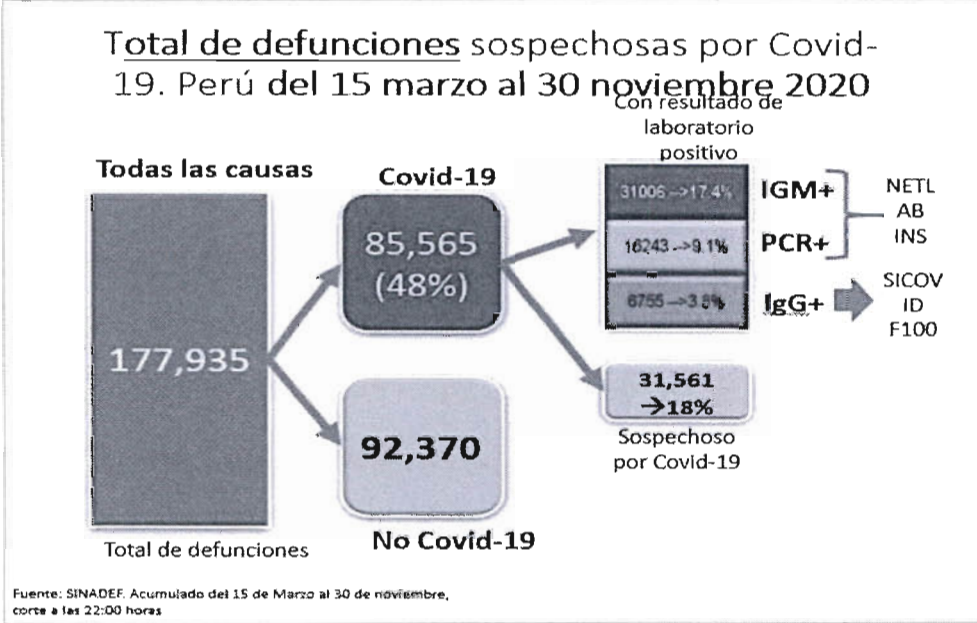 Total de defunciones sospechosas por Covid-
19. Perú del 15 marzo al 30 noviembre 2020
Con resultado de
laboratorio
positivo
Todas las causas
Covid-19
31006 ->17.4%
IGM+
NETL
AB
INS
85,565
(48%)
16243 ->9.1%
PCR+
6755 ->3.8%
IgG+
SICOV
ID
F100
177,935
31,561
→18%
92,370
Sospechoso
por Covid-19
Total de defunciones
No Covid-19
Fuente: SINADEF. Acumulado del 15 de Marzo al 30 de noviembre,
corte a las 22:00 horas